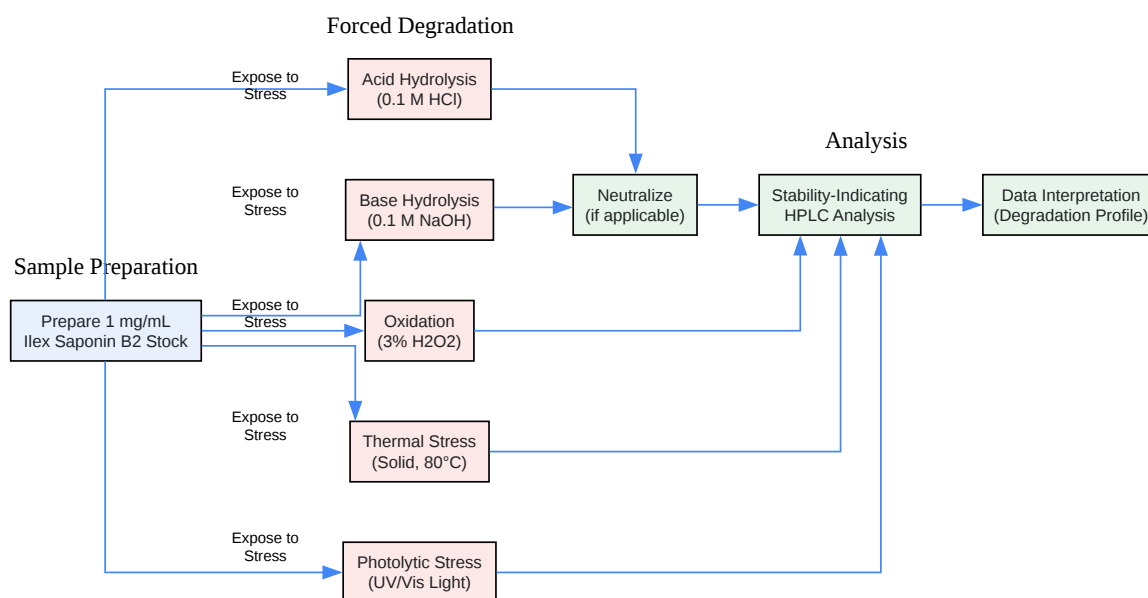 Forced Degradation
Expose to
Stress
Acid Hydrolysis
(0.1 M HCl)
Analysis
Expose to
Stress
Base Hydrolysis
(0.1 M NaOH)
Neutralize
(if applicable)
Stability-Indicating
HPLC Analysis
Data Interpretation
(Degradation Profile)
Sample Preparation
Prepare 1 mg/mL
Ilex Saponin B2 Stock
Expose to
Stress
Oxidation
(3% H2O2)
Expose to
Stress
Thermal Stress
(Solid, 80°C)
Expose to
Stress
Photolytic Stress
(UV/Vis Light)